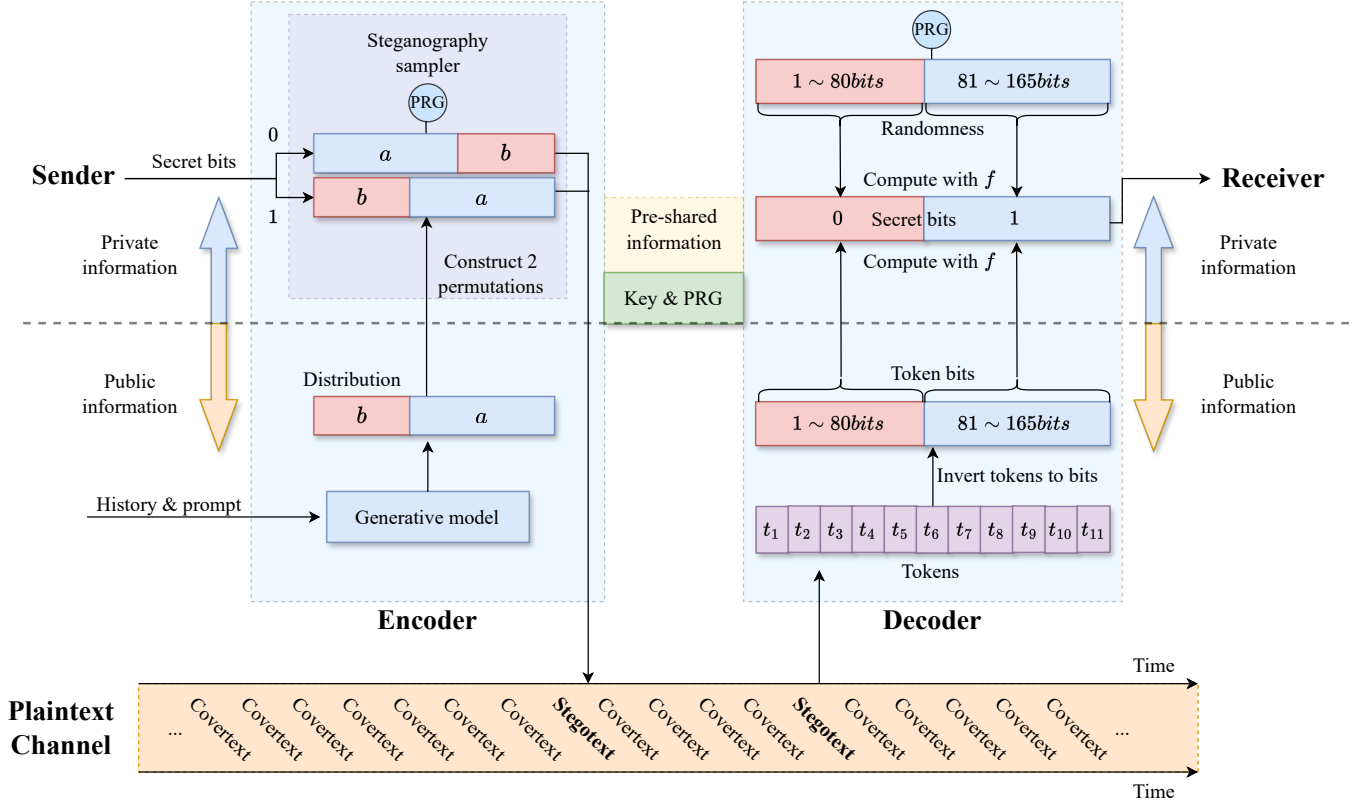 Steganography
sampler
PRG
0
a
b
Sender
Secret bits
b
a
1
Private
information
Construct 2
permutations
Public
information
Distribution
b
a
History & prompt
Generative model
Encoder
Pre-shared
information
Key & PRG
PRG
1 ∼ 80bits
81 ∼ 165bits
Randomness
Compute with f
0
Secret bits
1
Compute with f
Receiver
Private
information
Public
information
Token bits
1 ∼ 80bits
81 ∼ 165bits
Invert tokens to bits
t₁ t₂ t₃ t₄ t₅ t₆ t₇ t₈ t₉ t₁₀ t₁₁
Tokens
Decoder
Time
Plaintext
Channel
... Covertext Covertext Covertext Covertext Covertext Covertext Covertext Stegotext Covertext Covertext Covertext Covertext Stegotext Covertext Covertext Covertext Covertext Covertext ...
Time